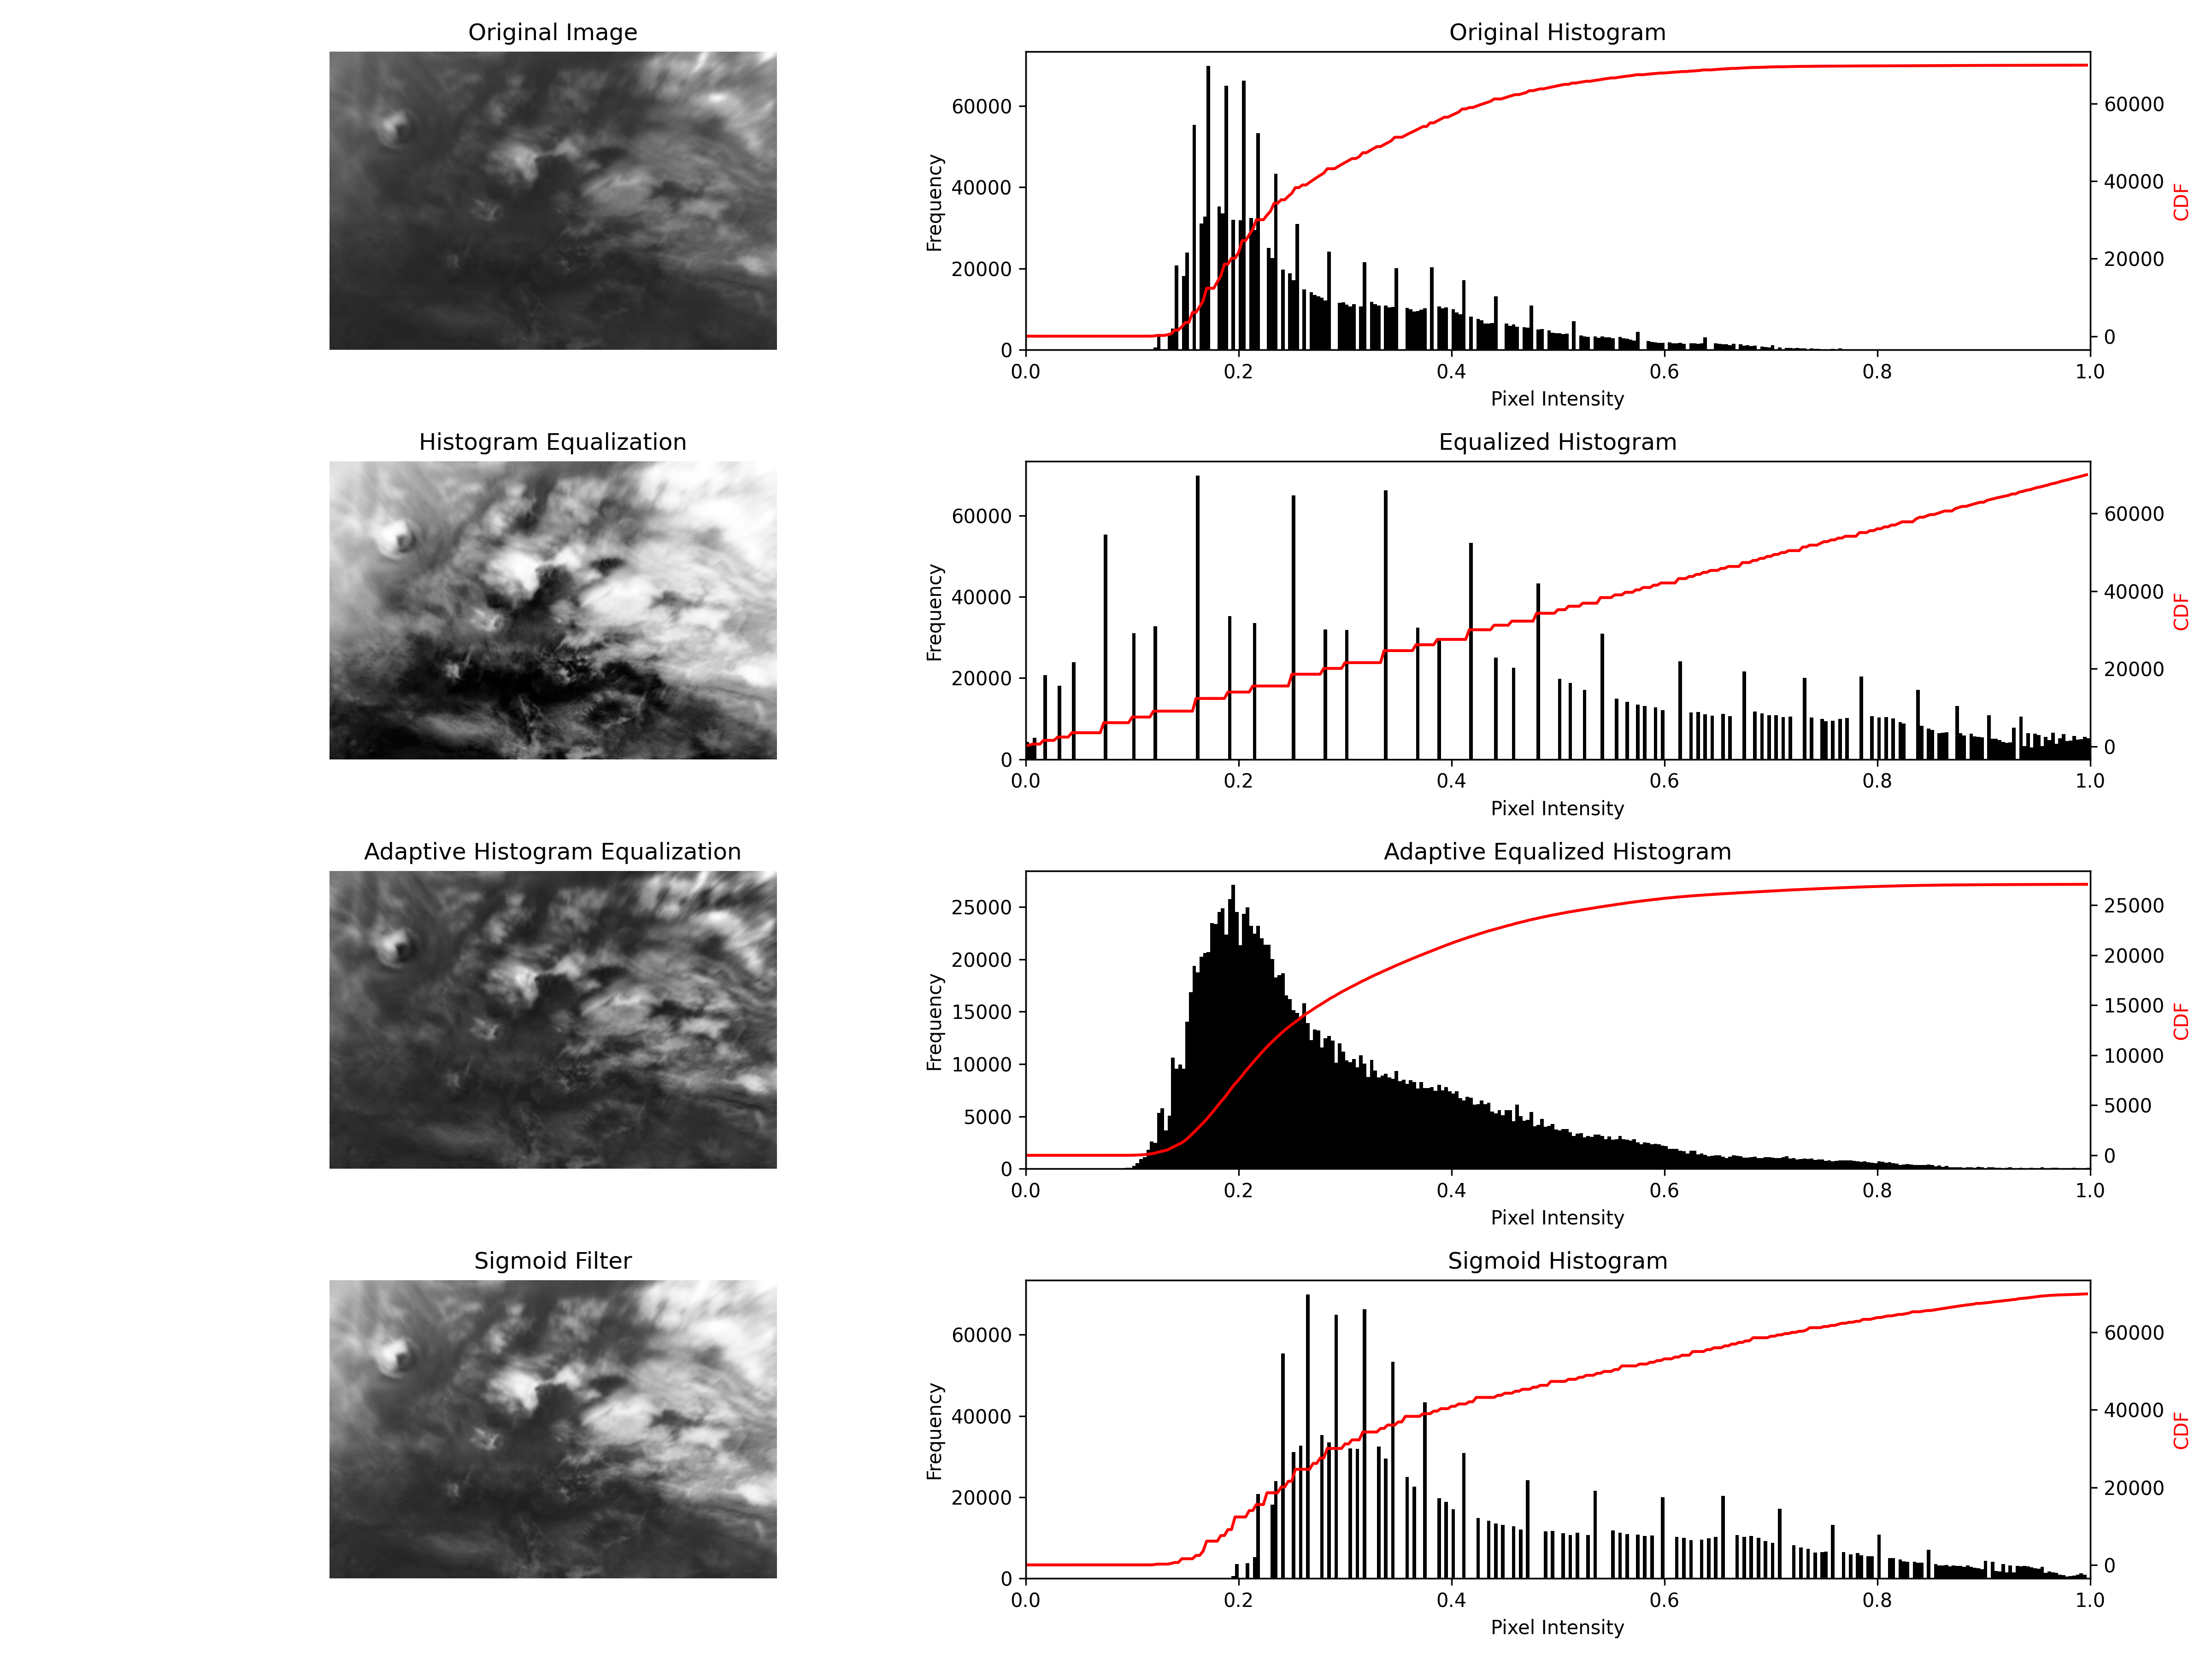 Original Image
Original Histogram
Frequency
0
20000
40000
60000
0
20000
40000
60000
CDF
0.0 0.2 0.4 0.6 0.8 1.0
Pixel Intensity
Histogram Equalization
Equalized Histogram
Frequency
0
20000
40000
60000
0
20000
40000
60000
CDF
0.0 0.2 0.4 0.6 0.8 1.0
Pixel Intensity
Adaptive Histogram Equalization
Adaptive Equalized Histogram
Frequency
0
5000
10000
15000
20000
25000
0
5000
10000
15000
20000
25000
CDF
0.0 0.2 0.4 0.6 0.8 1.0
Pixel Intensity
Sigmoid Filter
Sigmoid Histogram
Frequency
0
20000
40000
60000
0
20000
40000
60000
CDF
0.0 0.2 0.4 0.6 0.8 1.0
Pixel Intensity